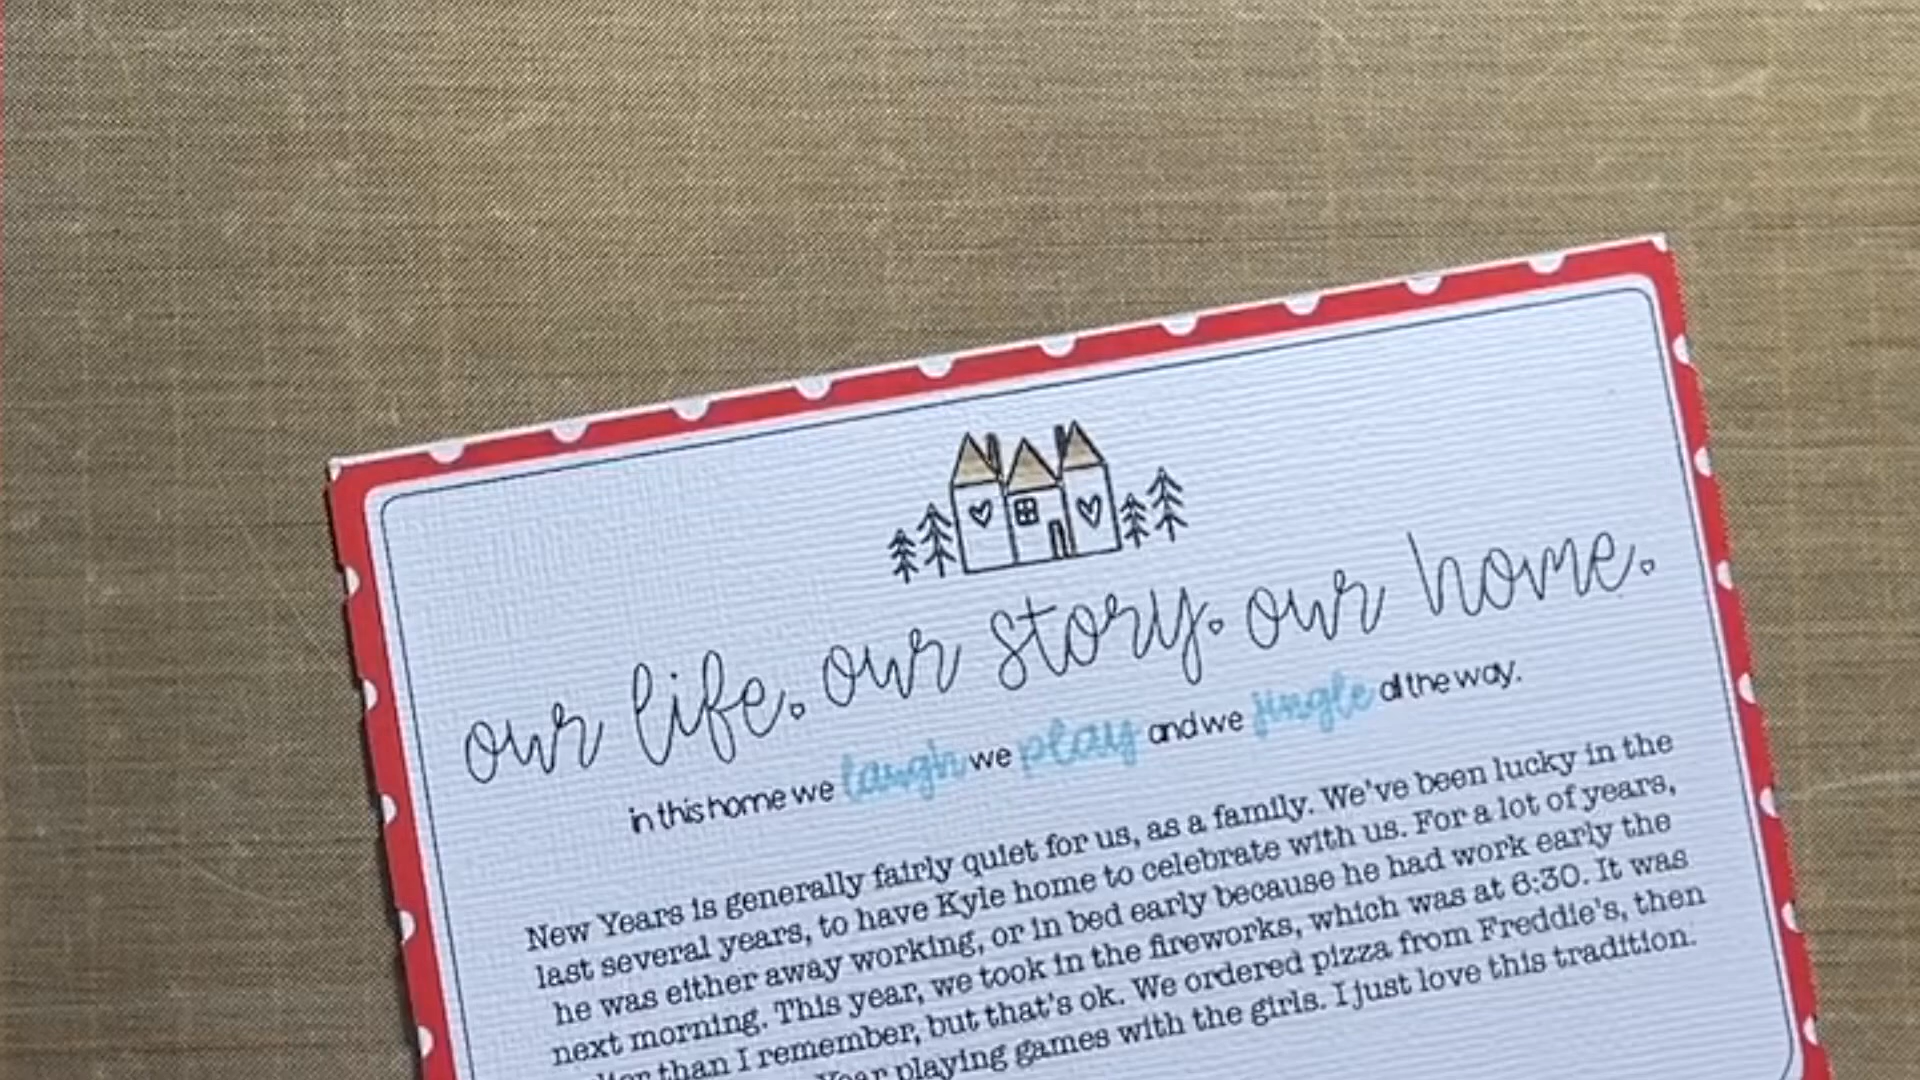 our life. our story. our home.
in this home we laugh we play and we jingle all the way.
New Years is generally fairly quiet for us, as a family. We've been lucky in the
last several years, to have Kyle home to celebrate with us. For a lot of years,
he was either away working, or in bed early because he had work early the
next morning. This year, we took in the fireworks, which was at 6:30. It was
than I remember, but that's ok. We ordered pizza from Freddie's, then
Year playing games with the girls. I just love this tradition.